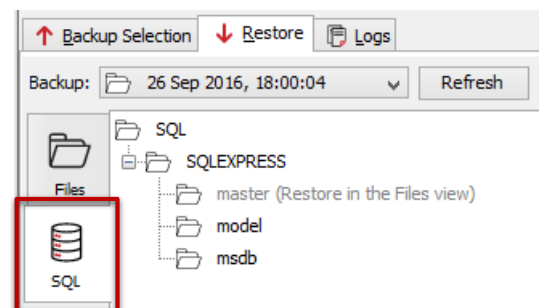 Backup Selection Restore Logs
Backup: 26 Sep 2016, 18:00:04 Refresh
SQL
SQLEXPRESS
Files
master (Restore in the Files view)
model
msdb
SQL